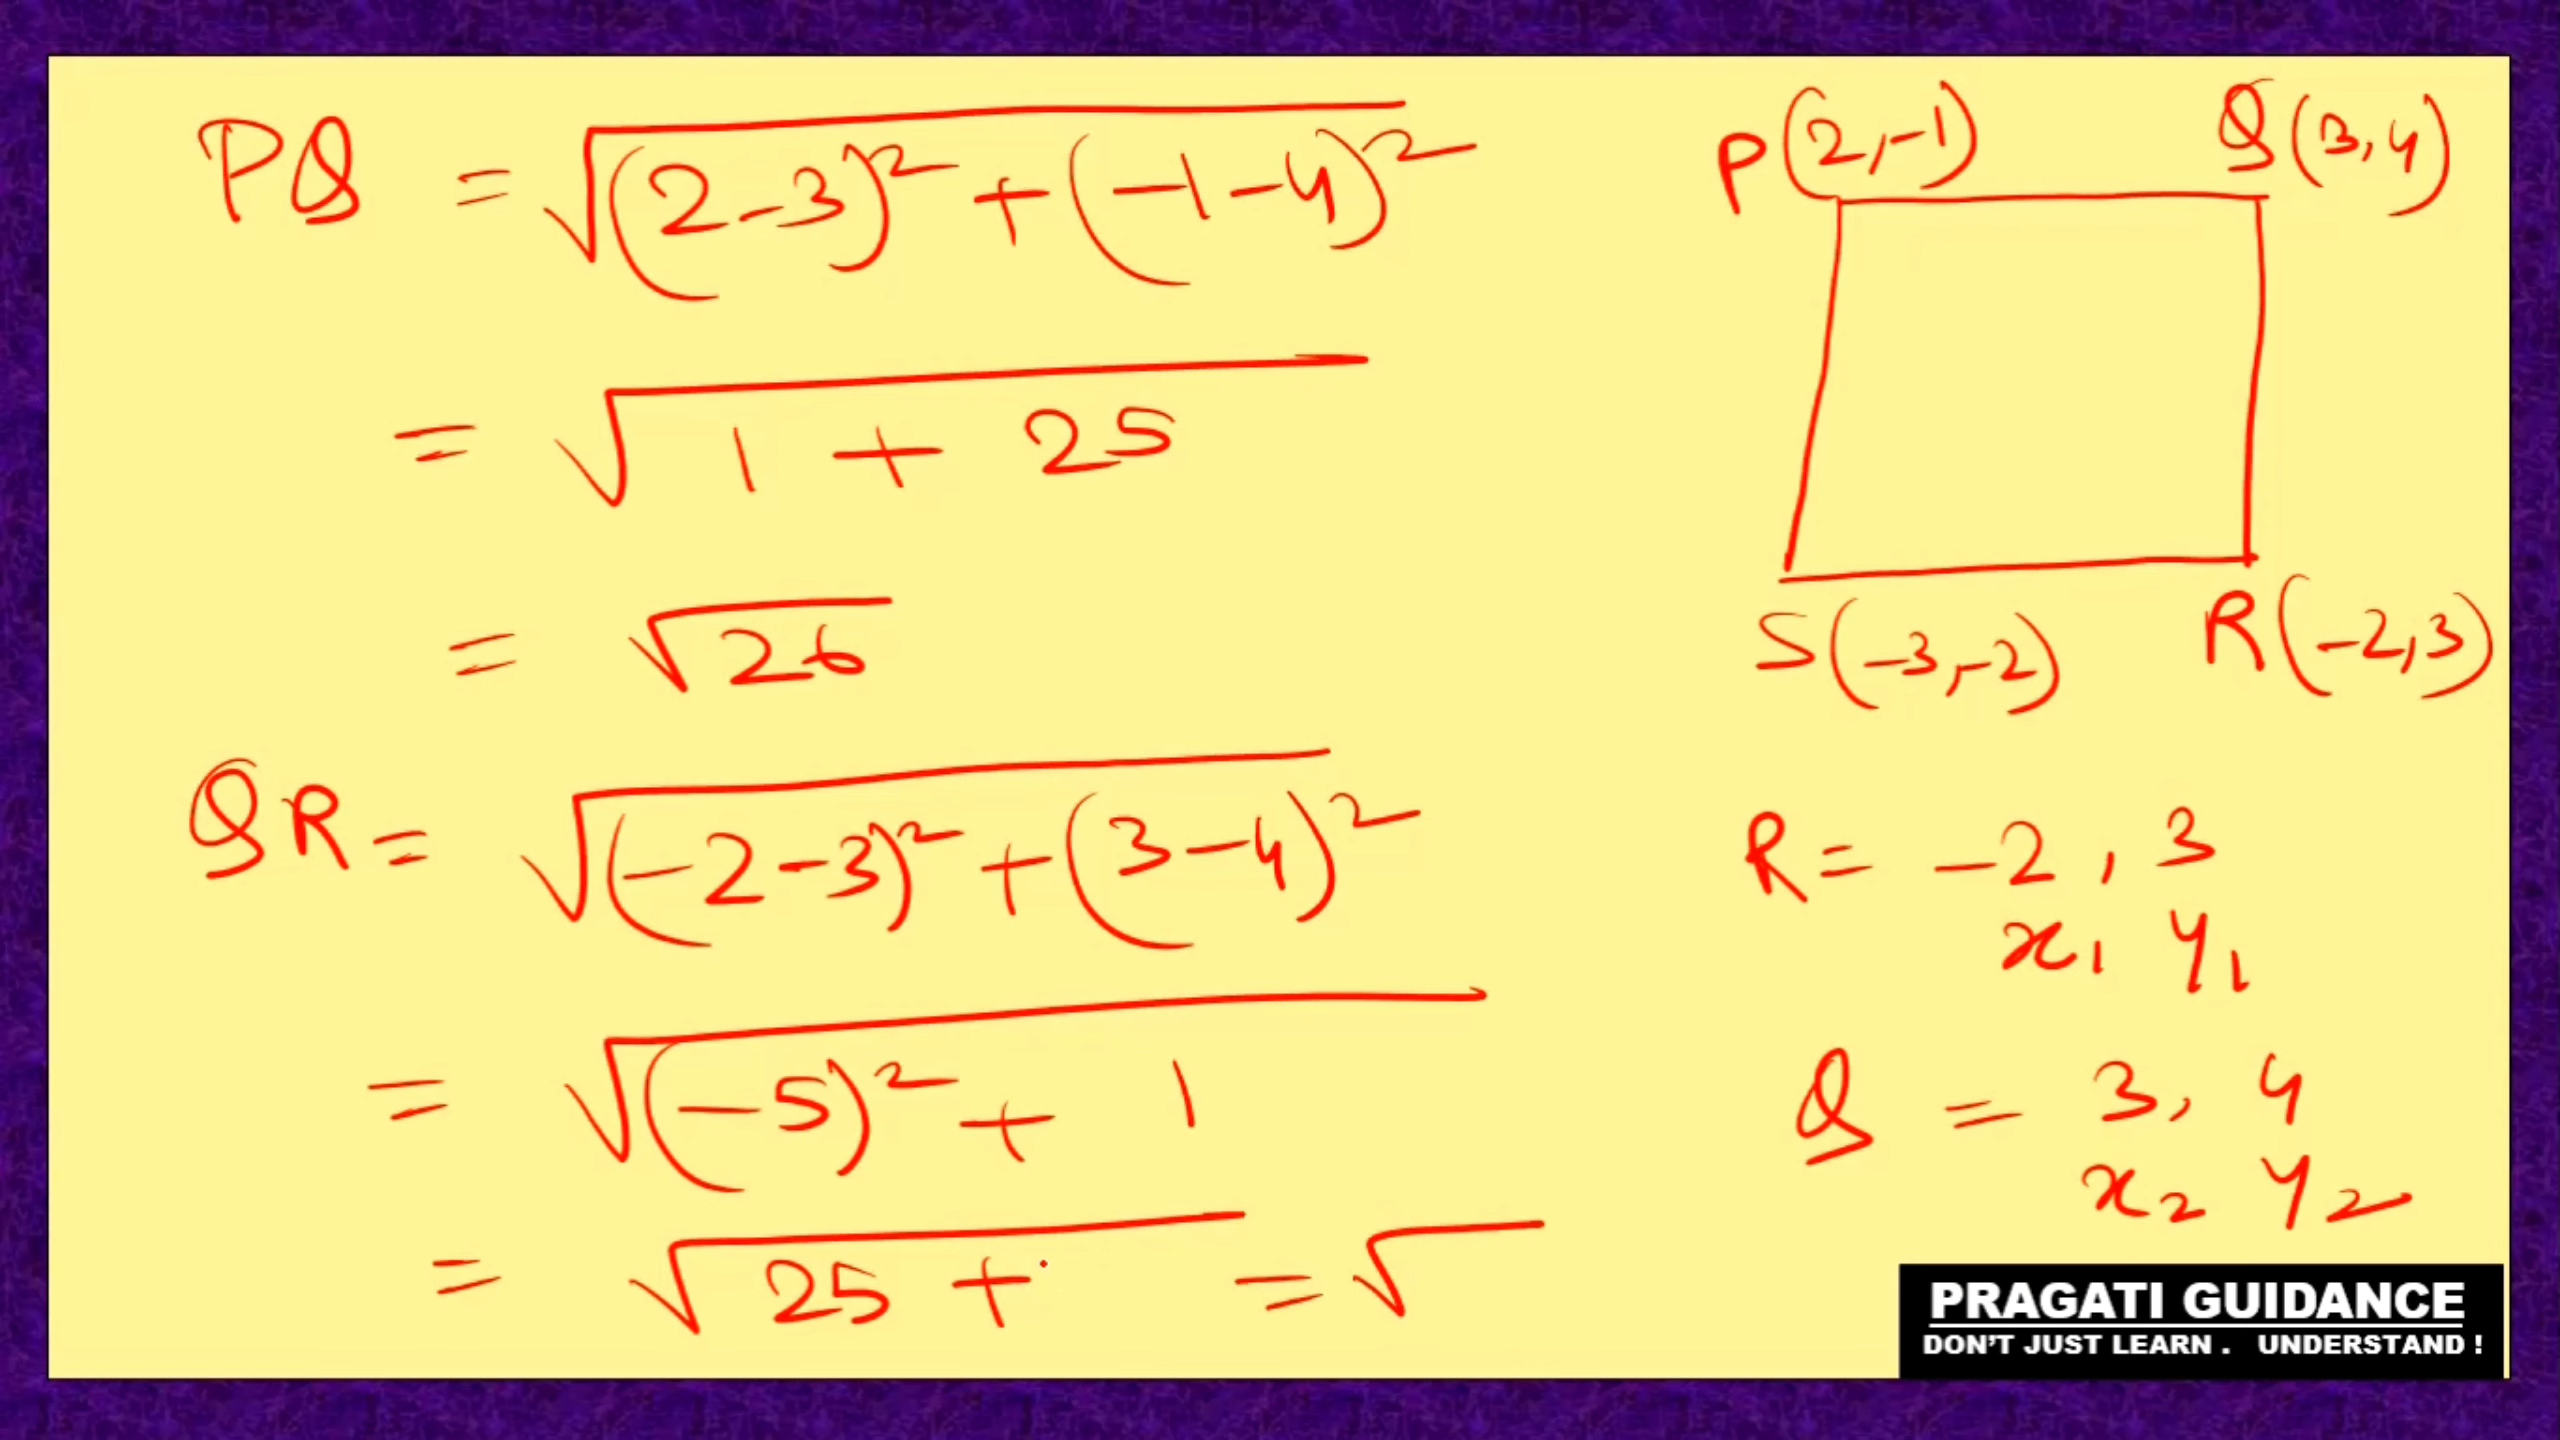 PQ = √(2-3)² + (-1-4)²
= √1 + 25
= √26
QR = √(-2-3)² + (3-4)²
= √(-5)² + 1
= √25 + = √
P(2,-1) Q(3,4)
S(-3,-2) R(-2,3)
R = -2, 3
x₁ y₁
Q = 3, 4
x₂ y₂
PRAGATI GUIDANCE
DON'T JUST LEARN. UNDERSTAND!